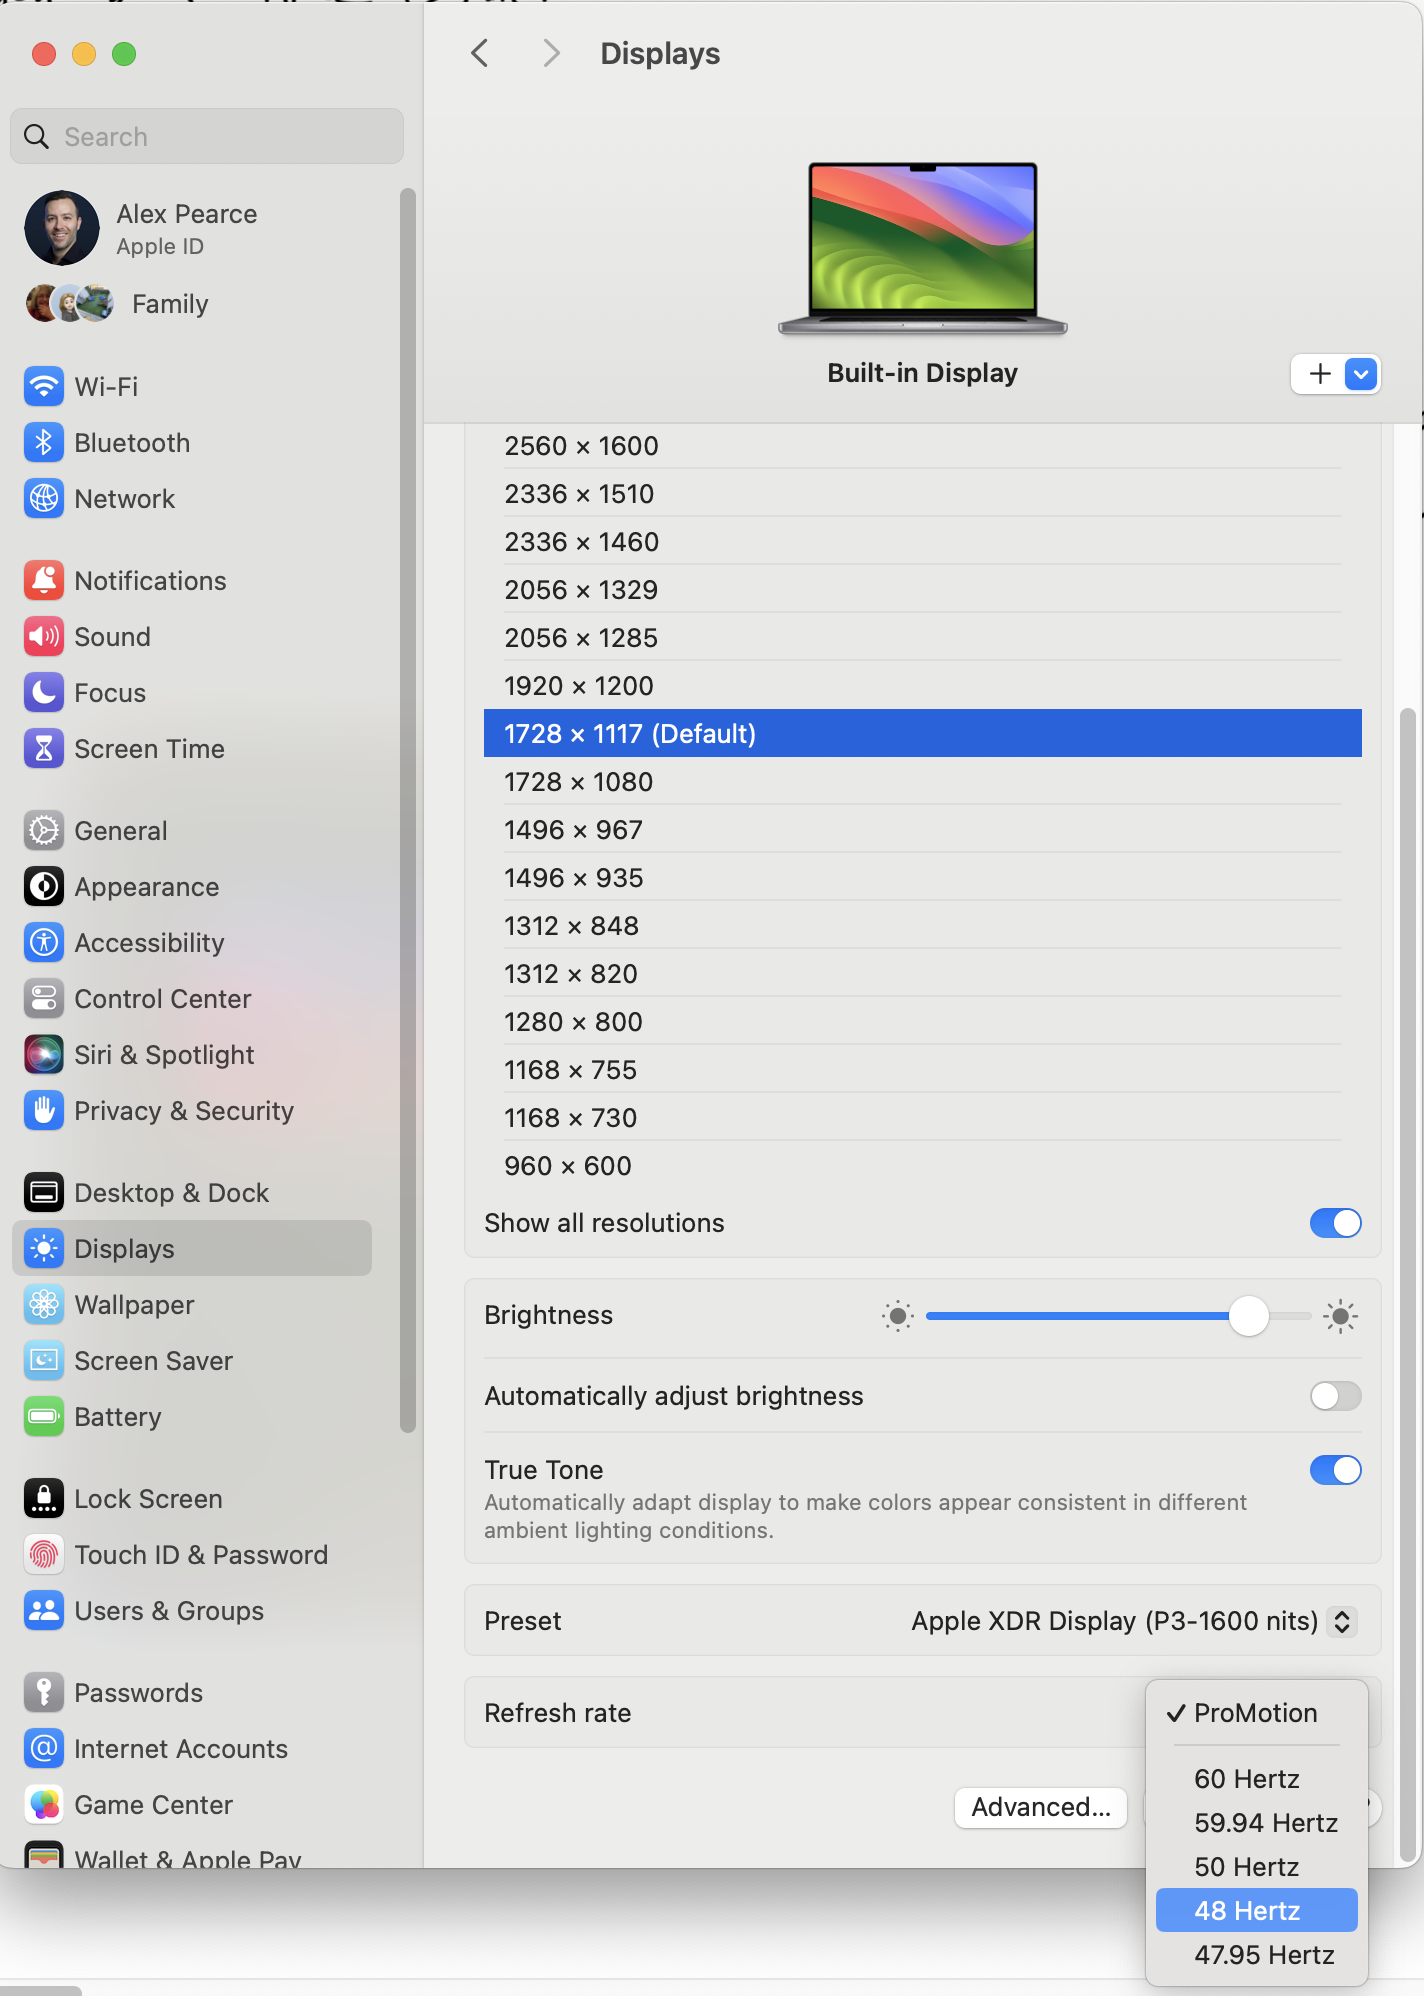 Displays
Search
Alex Pearce
Apple ID
Family
Wi-Fi
Bluetooth
Network
Notifications
Sound
Focus
Screen Time
General
Appearance
Accessibility
Control Center
Siri & Spotlight
Privacy & Security
Desktop & Dock
Displays
Wallpaper
Screen Saver
Battery
Lock Screen
Touch ID & Password
Users & Groups
Passwords
Internet Accounts
Game Center
Wallet & Apple Pay
Built-in Display
2560 × 1600
2336 × 1510
2336 × 1460
2056 × 1329
2056 × 1285
1920 × 1200
1728 × 1117 (Default)
1728 × 1080
1496 × 967
1496 × 935
1312 × 848
1312 × 820
1280 × 800
1168 × 755
1168 × 730
960 × 600
Show all resolutions
Brightness
Automatically adjust brightness
True Tone
Automatically adapt display to make colors appear consistent in different
ambient lighting conditions.
Preset
Apple XDR Display (P3-1600 nits)
Refresh rate
✓ ProMotion
60 Hertz
59.94 Hertz
50 Hertz
48 Hertz
47.95 Hertz
Advanced...